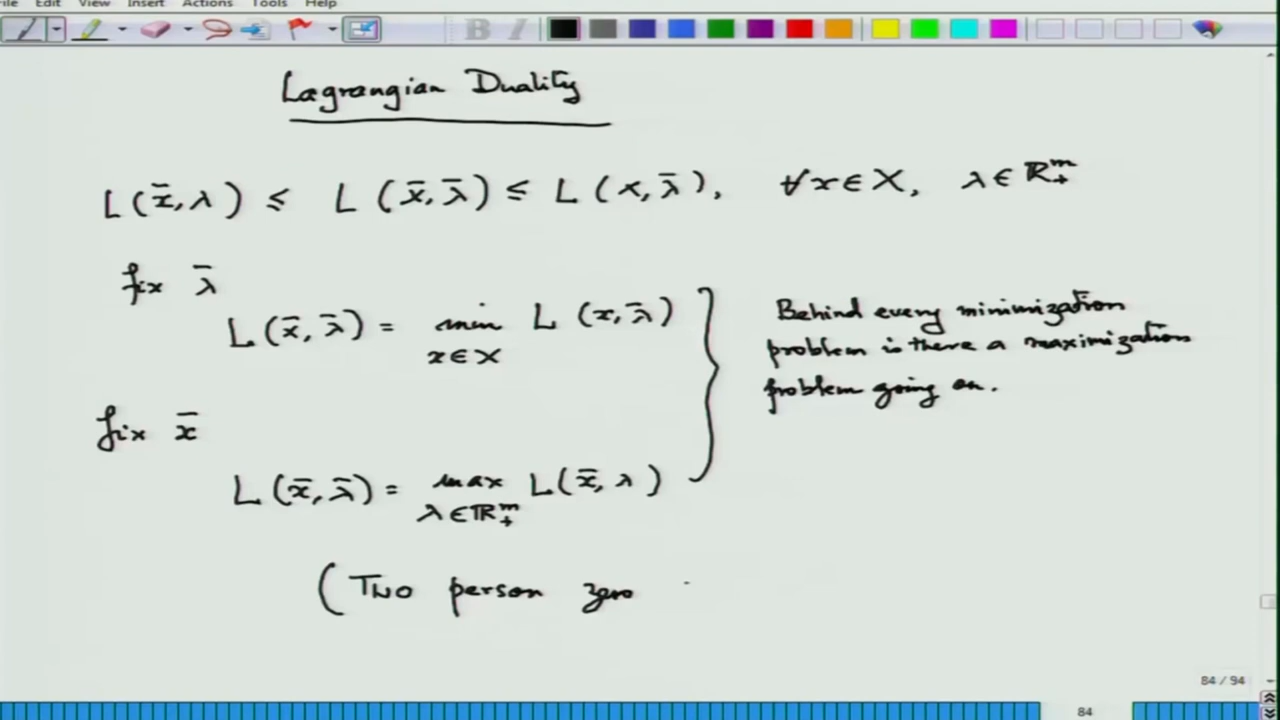 File Edit View Insert Actions Tools Help
Lagrangian Duality
L(x̄,λ) ≤ L(x̄,λ̄) ≤ L(x,λ̄), ∀x∈X, λ∈ℝ₊ᵐ
fix λ̄
L(x̄,λ̄) = min L(x,λ̄)
x∈X
Behind every minimization
problem is there a maximization
problem going on.
fix x̄
L(x̄,λ̄) = max L(x̄,λ)
λ∈ℝ₊ᵐ
(Two person zero
84 / 94
84